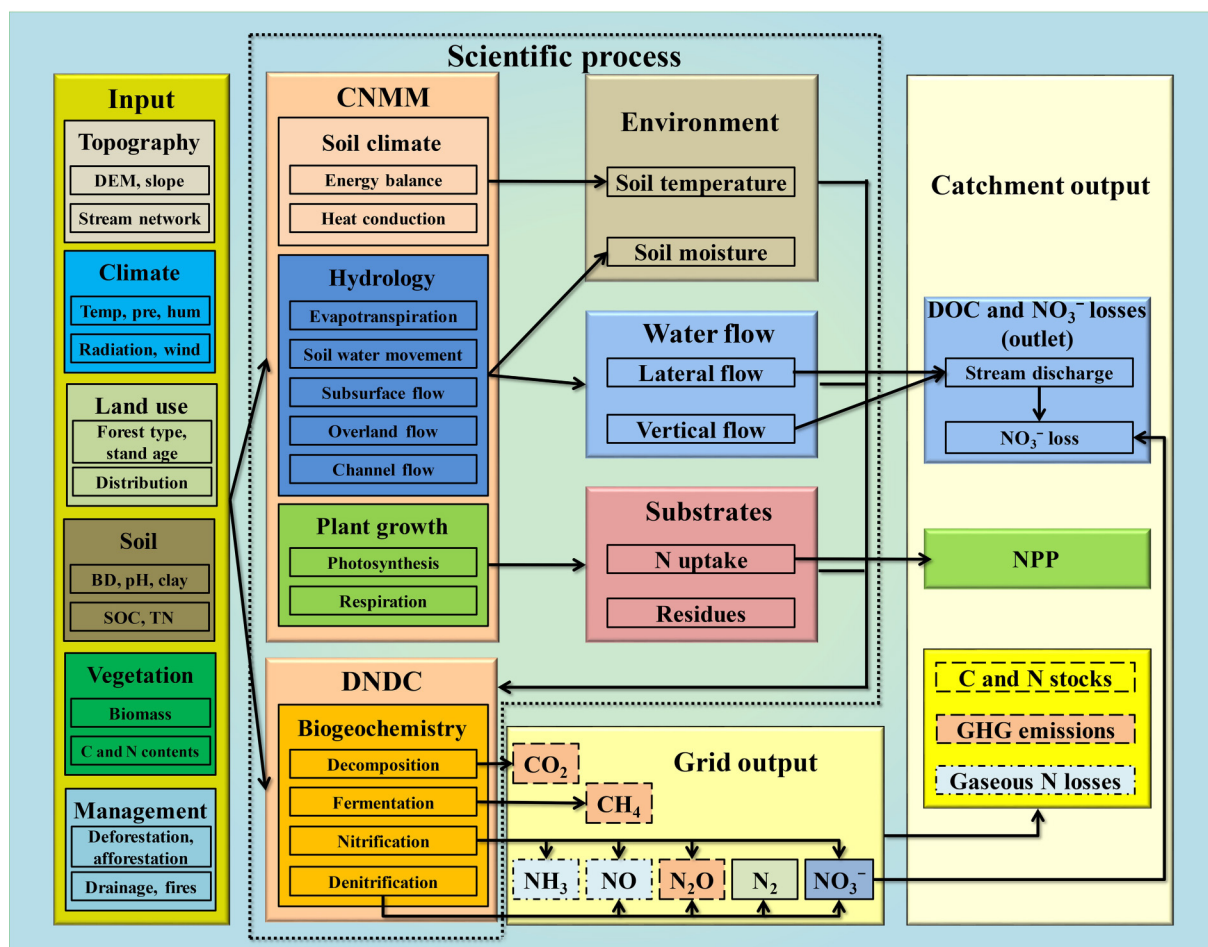 Scientific process
Input
Topography
DEM, slope
Stream network
Climate
Temp, pre, hum
Radiation, wind
Land use
Forest type,
stand age
Distribution
Soil
BD, pH, clay
SOC, TN
Vegetation
Biomass
C and N contents
Management
Deforestation,
afforestation
Drainage, fires
CNMM
Soil climate
Energy balance
Heat conduction
Hydrology
Evapotranspiration
Soil water movement
Subsurface flow
Overland flow
Channel flow
Plant growth
Photosynthesis
Respiration
DNDC
Biogeochemistry
Decomposition
Fermentation
Nitrification
Denitrification
Environment
Soil temperature
Soil moisture
Water flow
Lateral flow
Vertical flow
Substrates
N uptake
Residues
Grid output
CO₂
CH₄
NH₃
NO
N₂O
N₂
NO₃⁻
Catchment output
DOC and NO₃⁻ losses
(outlet)
Stream discharge
NO₃⁻ loss
NPP
C and N stocks
GHG emissions
Gaseous N losses